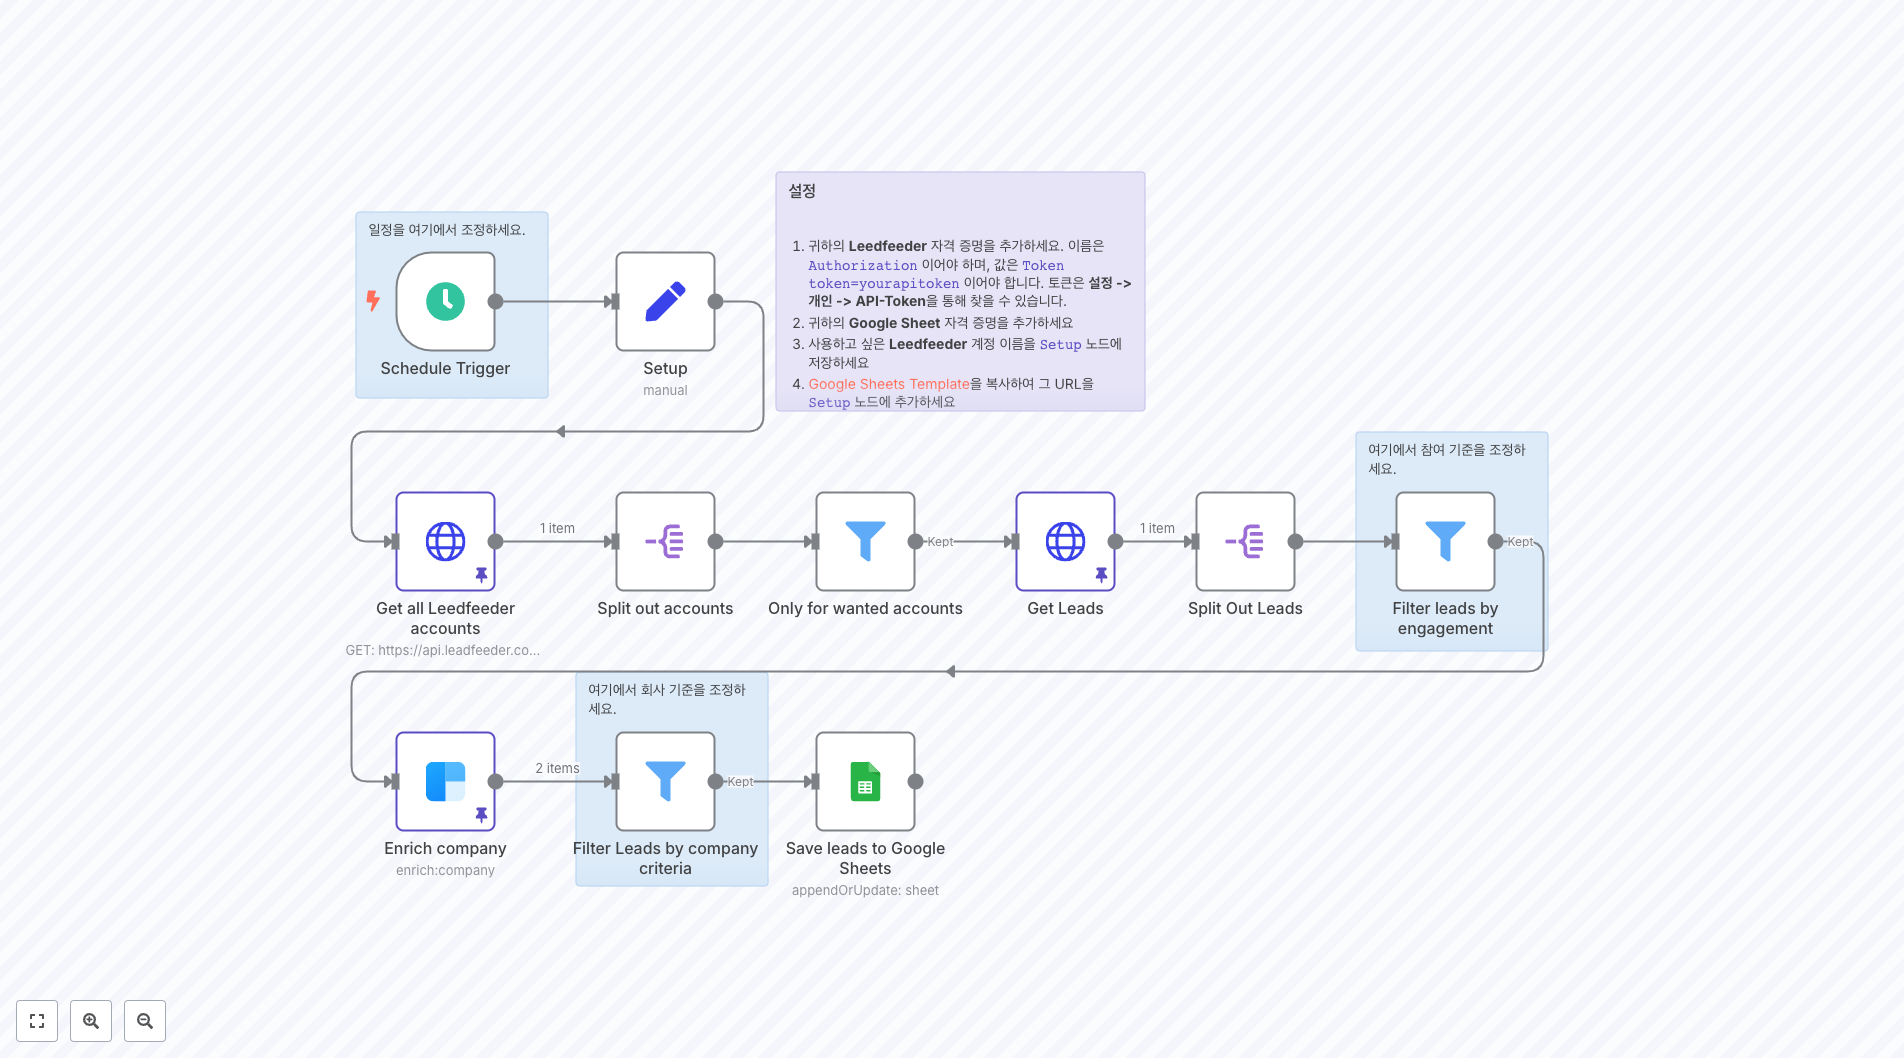 설정
일정을 여기에서 조정하세요.
1. 귀하의 Leedfeeder 자격 증명을 추가하세요. 이름은
Authorization 이어야 하며, 값은 Token
token=yourapitoken 이어야 합니다. 토큰은 설정 ->
개인 -> API-Token을 통해 찾을 수 있습니다.
2. 귀하의 Google Sheet 자격 증명을 추가하세요
3. 사용하고 싶은 Leedfeeder 계정 이름을 Setup 노드에
저장하세요
4. Google Sheets Template을 복사하여 그 URL을
Setup 노드에 추가하세요
Schedule Trigger
Setup
manual
여기에서 참여 기준을 조정하
세요.
1 item
Kept
1 item
Kept
Get all Leedfeeder
accounts
GET: https://api.leadfeeder.co...
Split out accounts
Only for wanted accounts
Get Leads
Split Out Leads
Filter leads by
engagement
여기에서 회사 기준을 조정하
세요.
2 items
Kept
Enrich company
enrich:company
Filter Leads by company
criteria
Save leads to Google
Sheets
appendOrUpdate: sheet